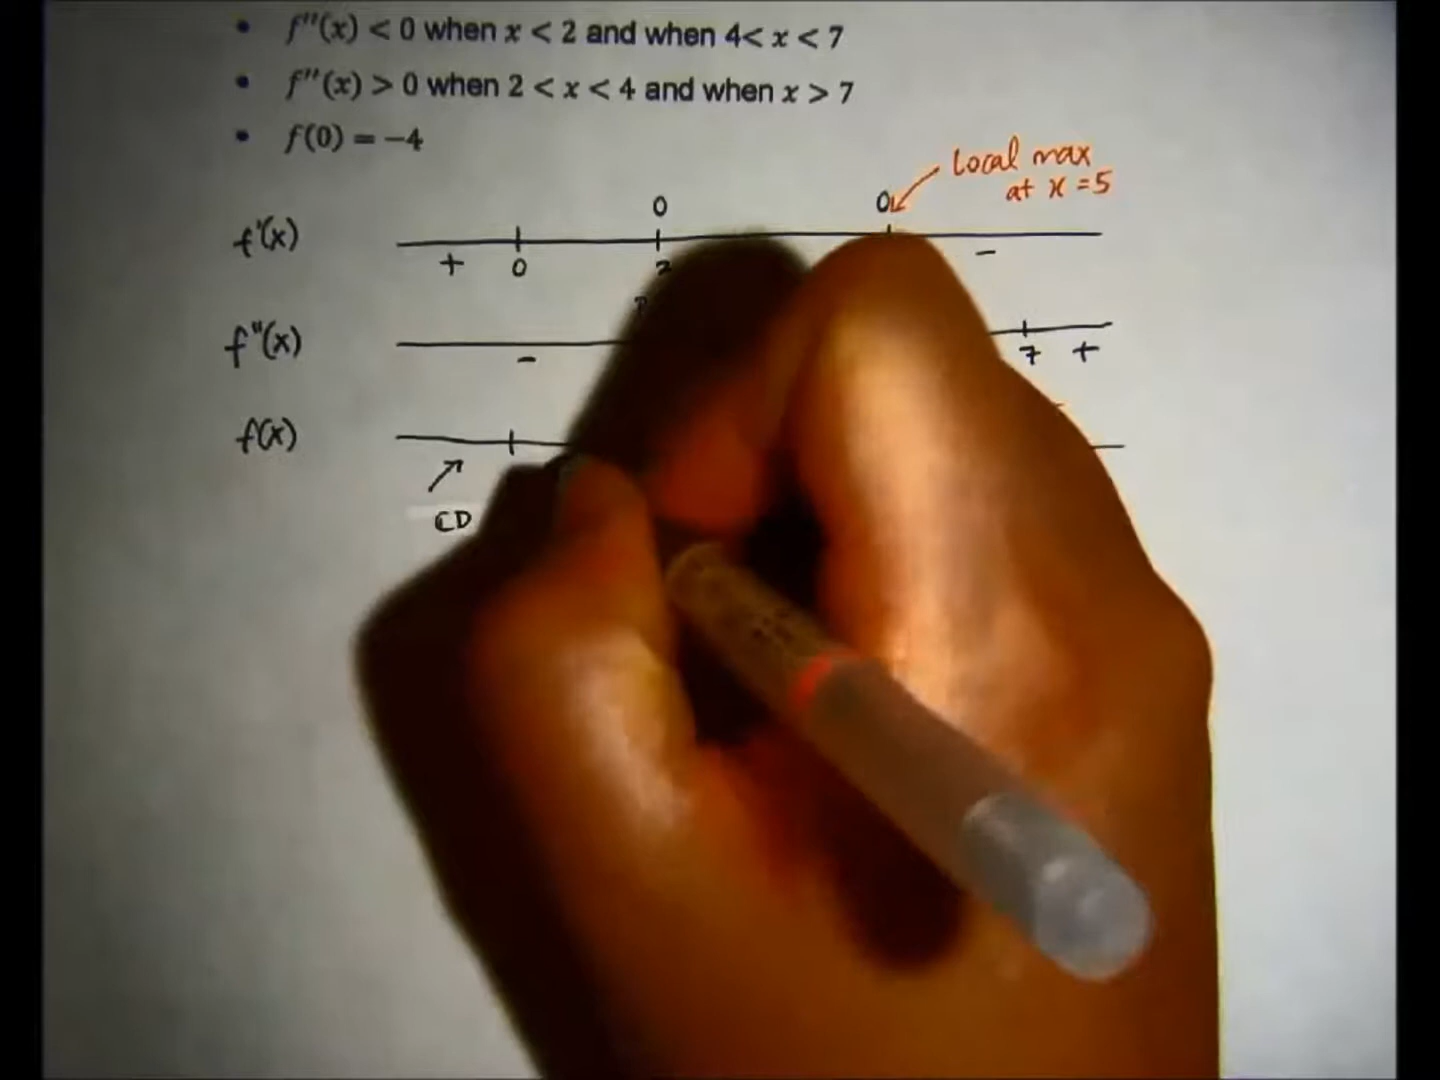 • f''(x) < 0 when x < 2 and when 4< x < 7
• f''(x) > 0 when 2 < x < 4 and when x > 7
• f(0) = −4
Local max
at x = 5
0 0
f'(x)
+ 0 2 −
f''(x)
− 7 +
f(x)
CD